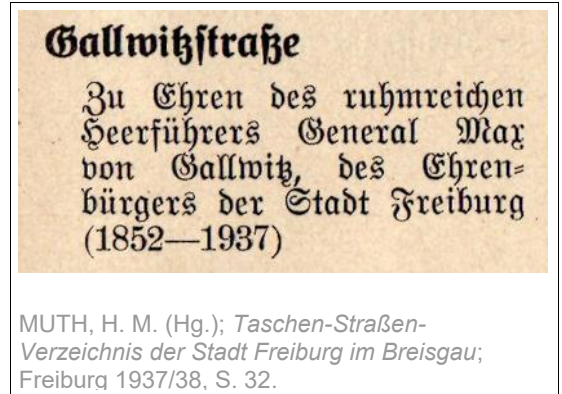 Gallwitzstraße
Zu Ehren des ruhmreichen
Heerführers General Max
von Gallwitz, des Ehren-
bürgers der Stadt Freiburg
(1852—1937)
MUTH, H. M. (Hg.); Taschen-Straßen-
Verzeichnis der Stadt Freiburg im Breisgau;
Freiburg 1937/38, S. 32.